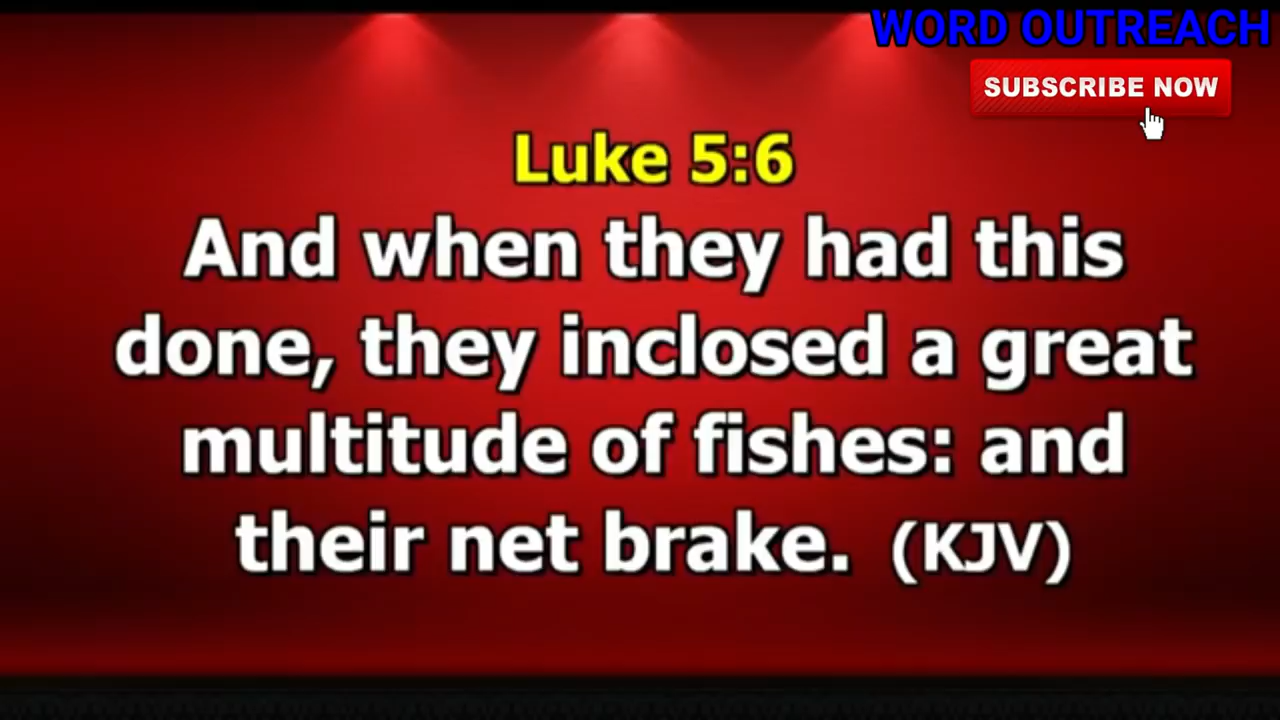 WORD OUTREACH
SUBSCRIBE NOW
Luke 5:6
And when they had this
done, they inclosed a great
multitude of fishes: and
their net brake. (KJV)